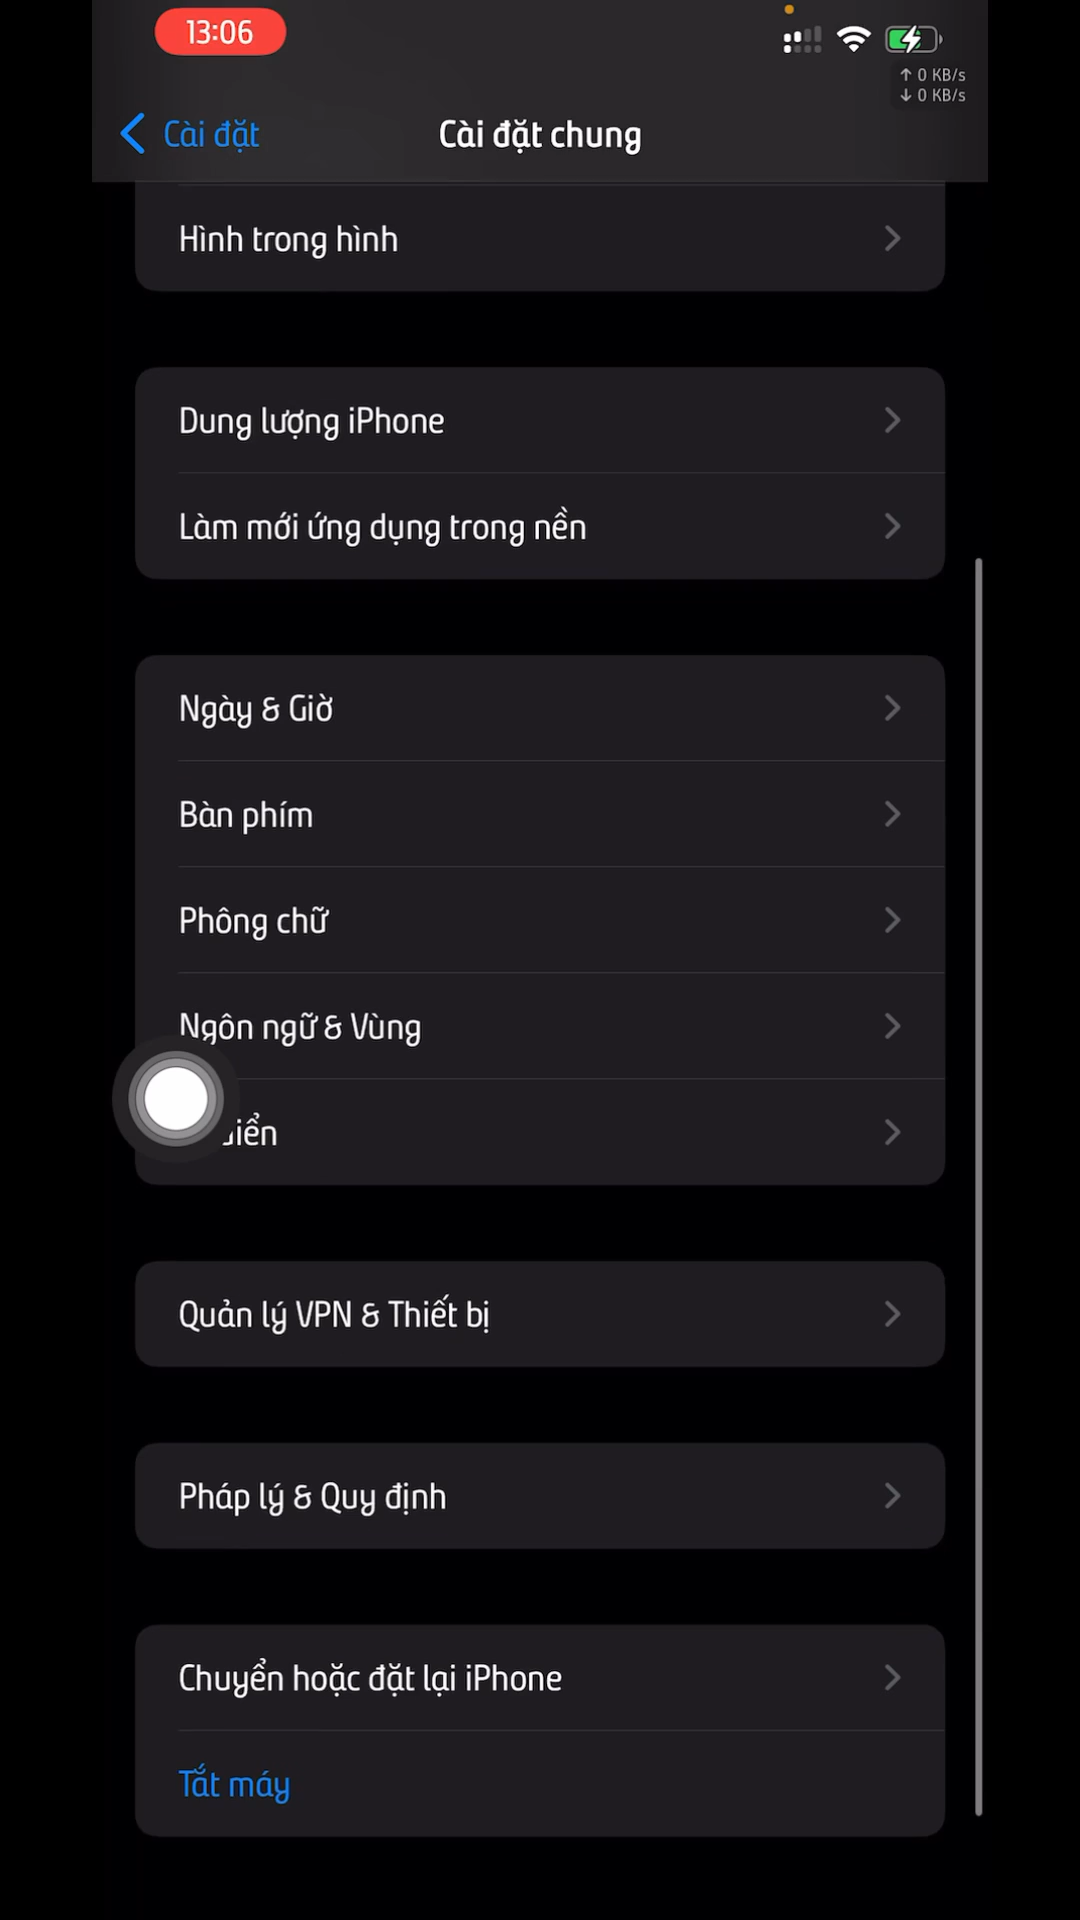 13:06
↑ 0 KB/s
↓ 0 KB/s
Cài đặt
Cài đặt chung
Hình trong hình
Dung lượng iPhone
Làm mới ứng dụng trong nền
Ngày & Giờ
Bàn phím
Phông chữ
Ngôn ngữ & Vùng
Quản lý VPN & Thiết bị
Pháp lý & Quy định
Chuyển hoặc đặt lại iPhone
Tắt máy